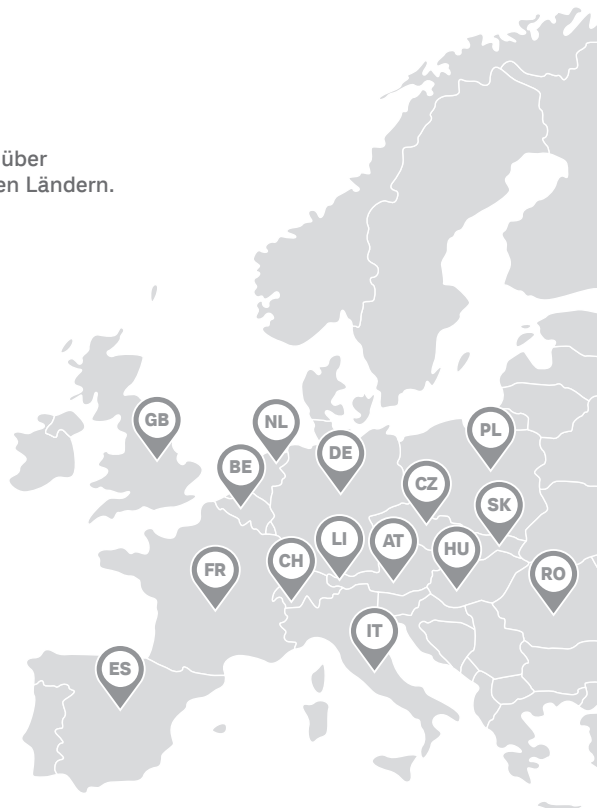 über
en Ländern.
GB
NL
PL
DE
BE
CZ
SK
LI
AT
HU
CH
FR
RO
IT
ES